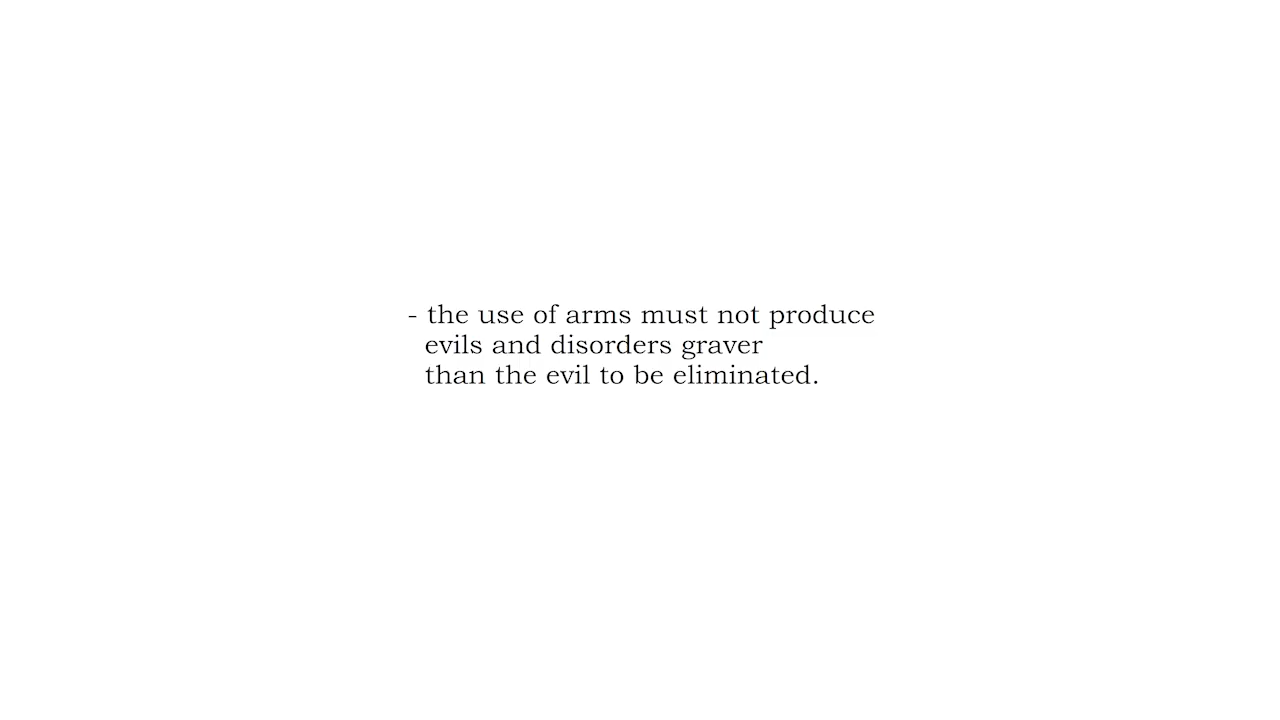 - the use of arms must not produce
evils and disorders graver
than the evil to be eliminated.